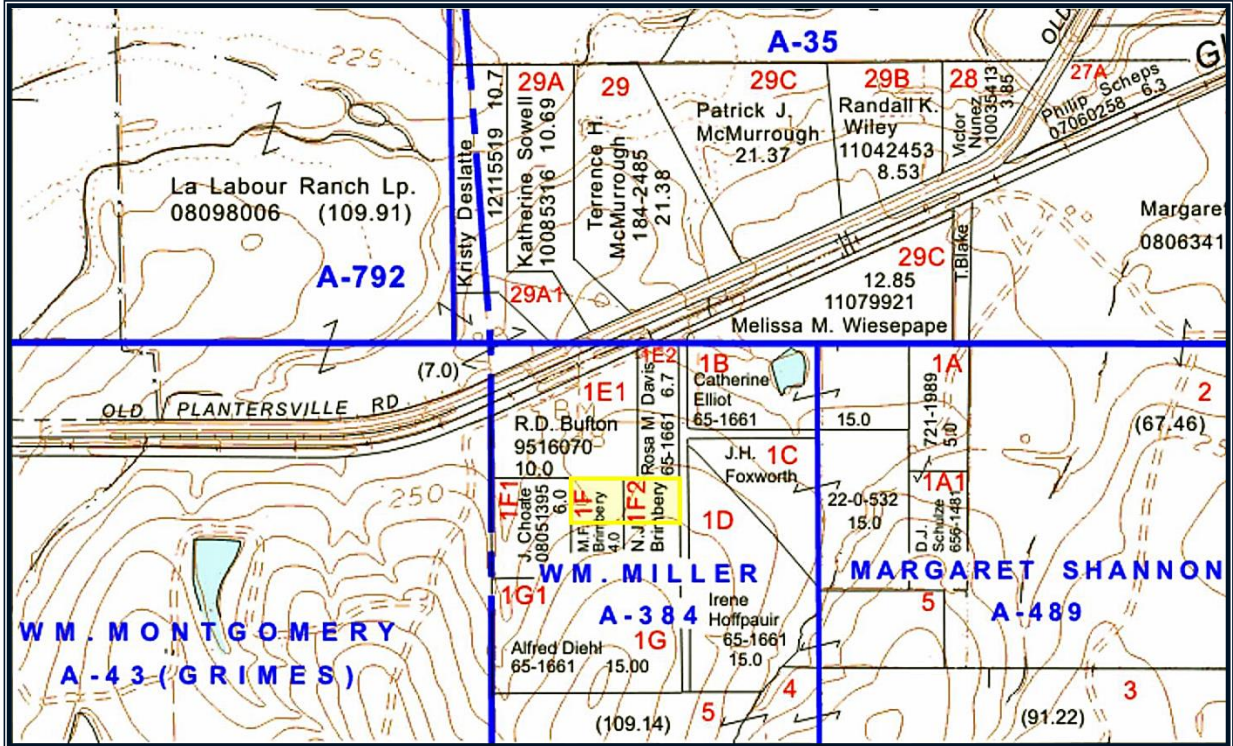 A-35
OLD
225
29A
29
29C
29B
28
27A
Kristy Deslatte 12115519 10.7
Katherine Sowell
10085316 10.69
Terrence H.
McMurrough
184-2485
21.38
Patrick J.
McMurrough
21.37
Randall K.
Wiley
11042453
8.53
Victor
Nunez
10035413
3.85
Philip Scheps
07060258 6.3
La Labour Ranch Lp.
08098006 (109.91)
A-792
29A1
Margaret
0806341
29C
T.Blake
12.85
11079921
Melissa M. Wiesepape
(7.0)
OLD PLANTERSVILLE RD
1E1
R.D. Bufton
9516070
10.0
1E2
Rosa M. Davis
65-1661 6.7
1B
Catherine
Elliot
65-1661
1C
J.H.
Foxworth
15.0
1A
721-1989
5.0
2
(67.46)
250
250
1F1
J. Choate
08051395
6.0
1F
M.F.
Brimbery
4.0
1F2
N.J.
Brimbery
1D
22-0-532
15.0
1A1
D.J.
Schulze
656-1481
WM. MILLER
A-384
MARGARET SHANNON
A-489
1G1
1G
Alfred Diehl
65-1661 15.00
Irene
Hoffpauir
65-1661
15.0
5
WM. MONTGOMERY
A-43 (GRIMES)
(109.14)
5
4
3
(91.22)